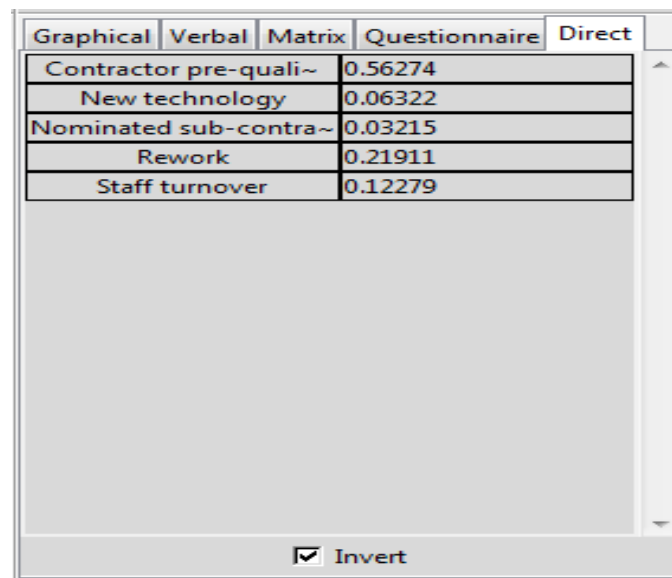 Graphical Verbal Matrix Questionnaire Direct
Contractor pre-quali~ 0.56274
New technology 0.06322
Nominated sub-contra~ 0.03215
Rework 0.21911
Staff turnover 0.12279
Invert